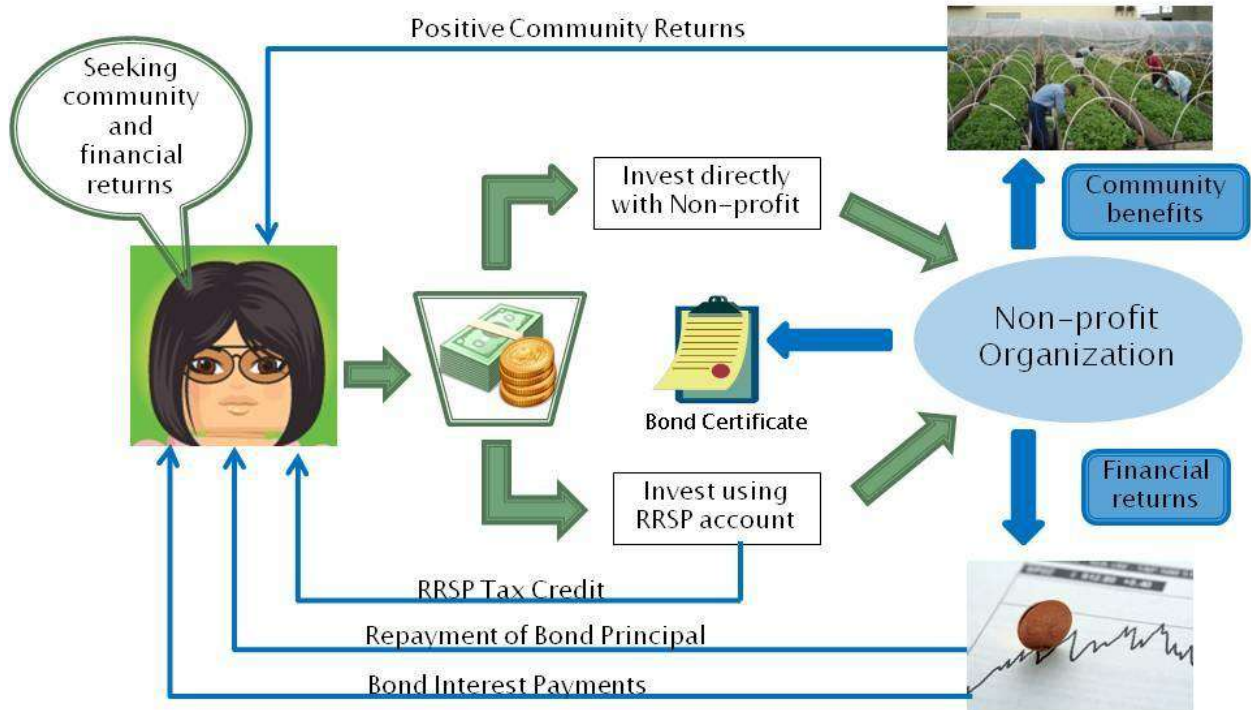 Positive Community Returns
Seeking
community
and
financial
returns
Invest directly
with Non-profit
Community
benefits
Non-profit
Organization
Bond Certificate
Invest using
RRSP account
Financial
returns
RRSP Tax Credit
Repayment of Bond Principal
Bond Interest Payments